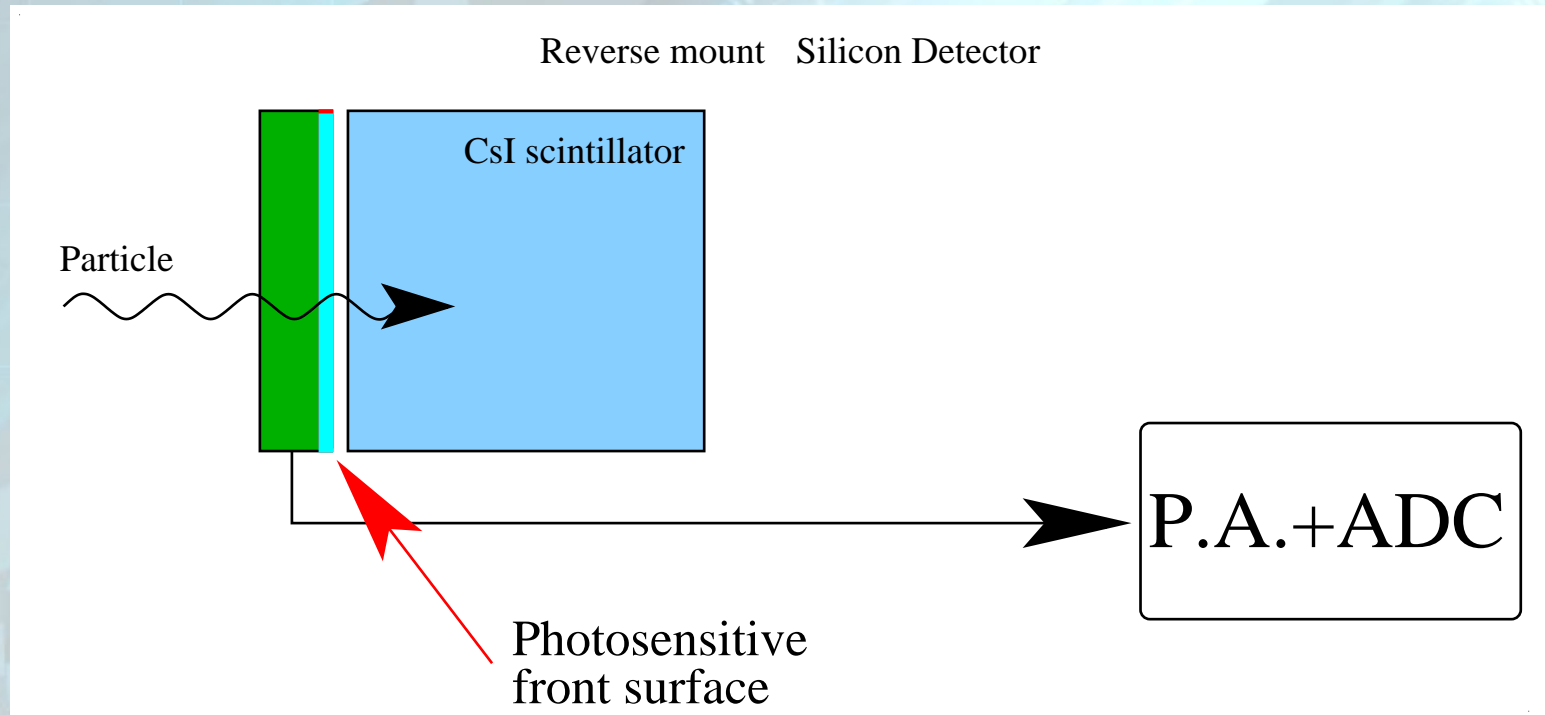 Reverse mount Silicon Detector
CsI scintillator
Particle
P.A.+ADC
Photosensitive
front surface